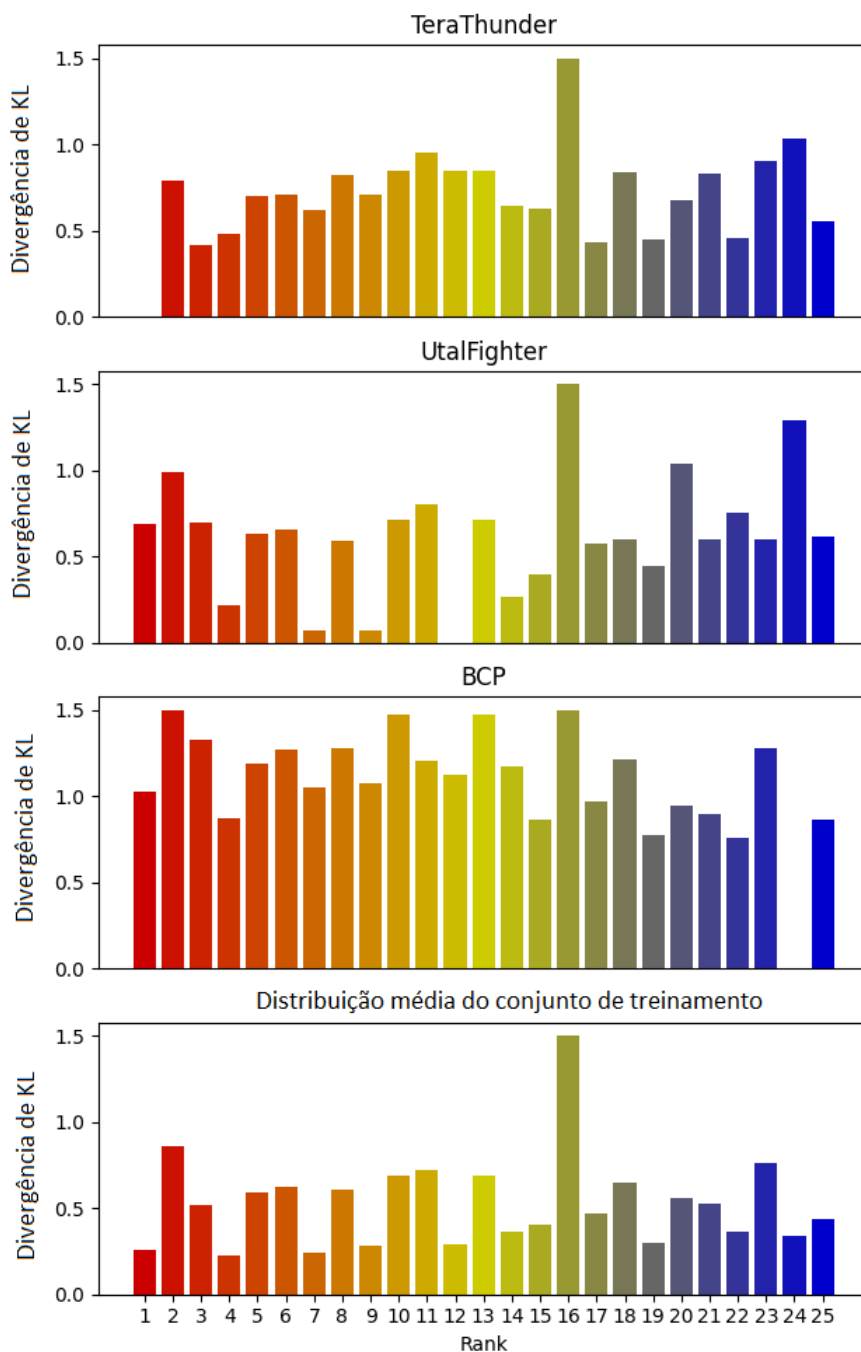 TeraThunder
Divergência de KL
1.5
1.0
0.5
0.0
UtalFighter
Divergência de KL
1.5
1.0
0.5
0.0
BCP
Divergência de KL
1.5
1.0
0.5
0.0
Distribuição média do conjunto de treinamento
Divergência de KL
1.5
1.0
0.5
0.0
1 2 3 4 5 6 7 8 9 10 11 12 13 14 15 16 17 18 19 20 21 22 23 24 25
Rank